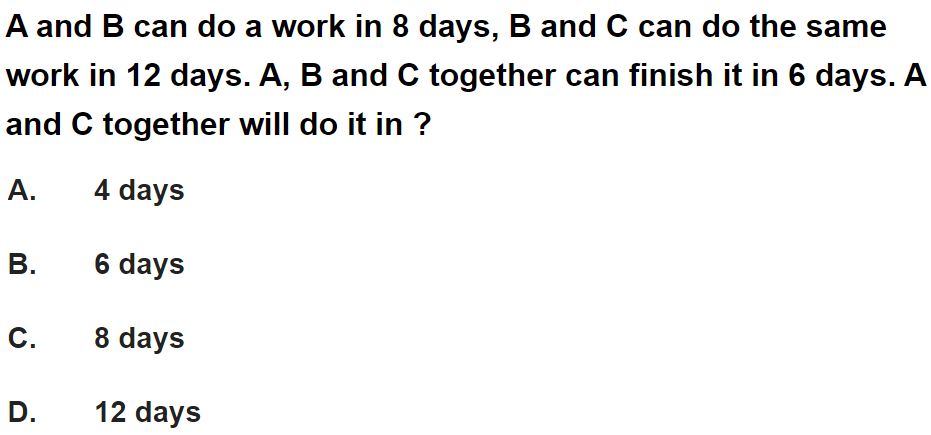 A and B can do a work in 8 days, B and C can do the same
work in 12 days. A, B and C together can finish it in 6 days. A
and C together will do it in ?
A. 4 days
B. 6 days
C. 8 days
D. 12 days